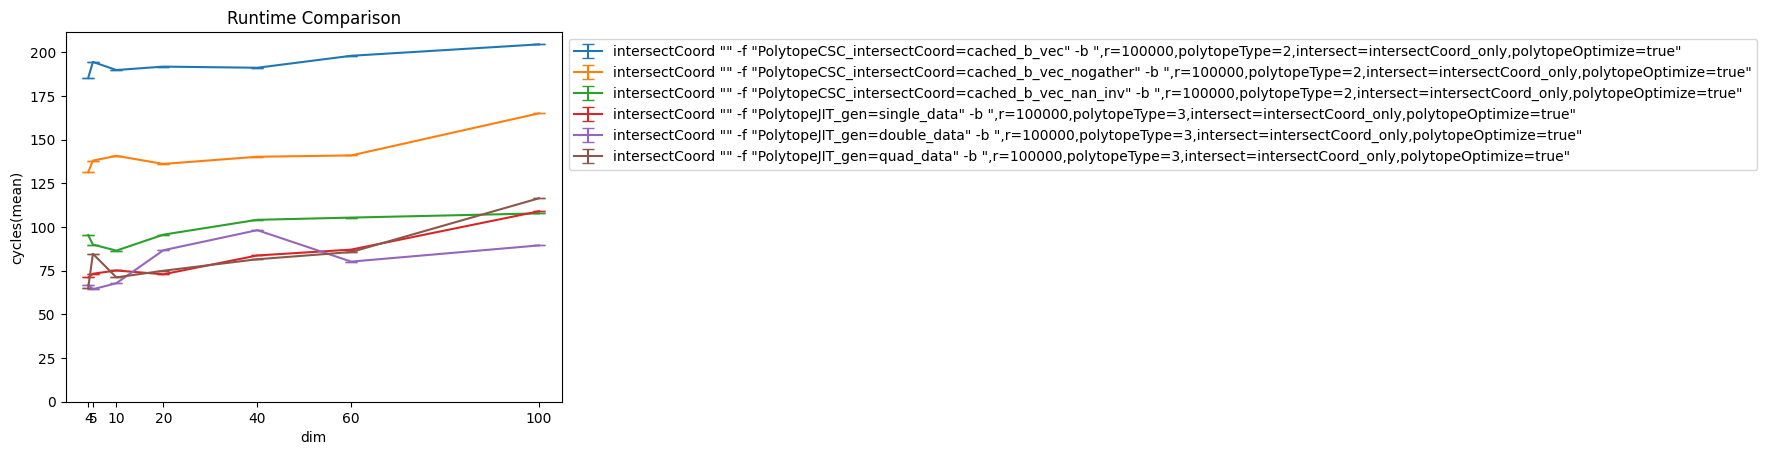 Runtime Comparison
cycles(mean)
200
175
150
125
100
75
50
25
0
4 5 10 20 40 60 100
dim
intersectCoord "" -f "PolytopeCSC_intersectCoord=cached_b_vec" -b ",r=100000,polytopeType=2,intersect=intersectCoord_only,polytopeOptimize=true"
intersectCoord "" -f "PolytopeCSC_intersectCoord=cached_b_vec_nogather" -b ",r=100000,polytopeType=2,intersect=intersectCoord_only,polytopeOptimize=true"
intersectCoord "" -f "PolytopeCSC_intersectCoord=cached_b_vec_nan_inv" -b ",r=100000,polytopeType=2,intersect=intersectCoord_only,polytopeOptimize=true"
intersectCoord "" -f "PolytopeJIT_gen=single_data" -b ",r=100000,polytopeType=3,intersect=intersectCoord_only,polytopeOptimize=true"
intersectCoord "" -f "PolytopeJIT_gen=double_data" -b ",r=100000,polytopeType=3,intersect=intersectCoord_only,polytopeOptimize=true"
intersectCoord "" -f "PolytopeJIT_gen=quad_data" -b ",r=100000,polytopeType=3,intersect=intersectCoord_only,polytopeOptimize=true"